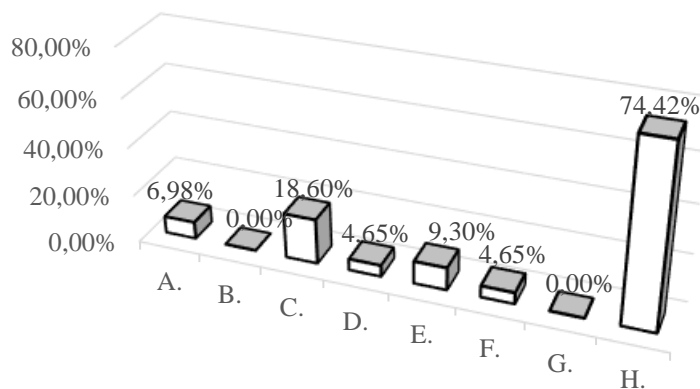 80,00%
60,00%
40,00%
20,00%
0,00%
6,98%
0.00%
18,60%
4,65%
9,30%
4,65%
0,00%
74,42%
A.
B.
C.
D.
E.
F.
G.
H.